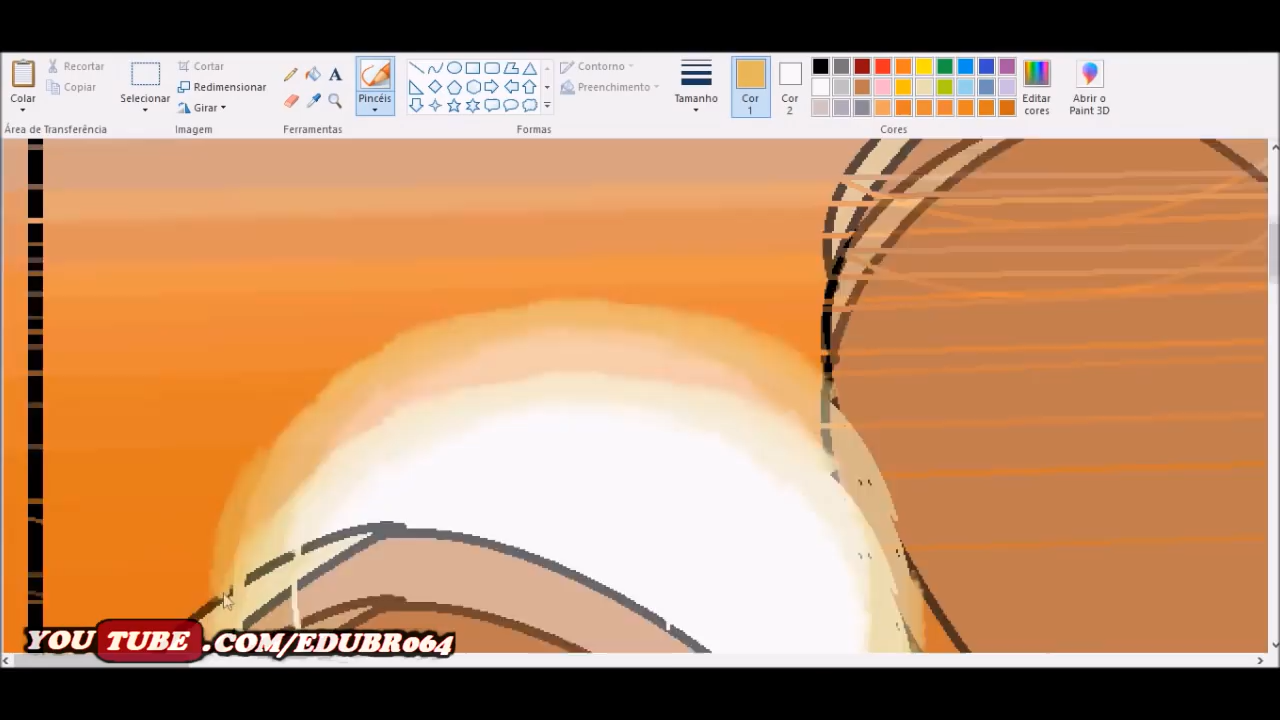 Recortar
Copiar
Colar
Área de Transferência
Selecionar
Cortar
Redimensionar
Girar
Imagem
A
Pincéis
Ferramentas
Contorno
Preenchimento
Formas
Tamanho
Cor 1
Cor 2
Editar cores
Abrir o Paint 3D
Cores
YOU TUBE .COM/EDUBR064